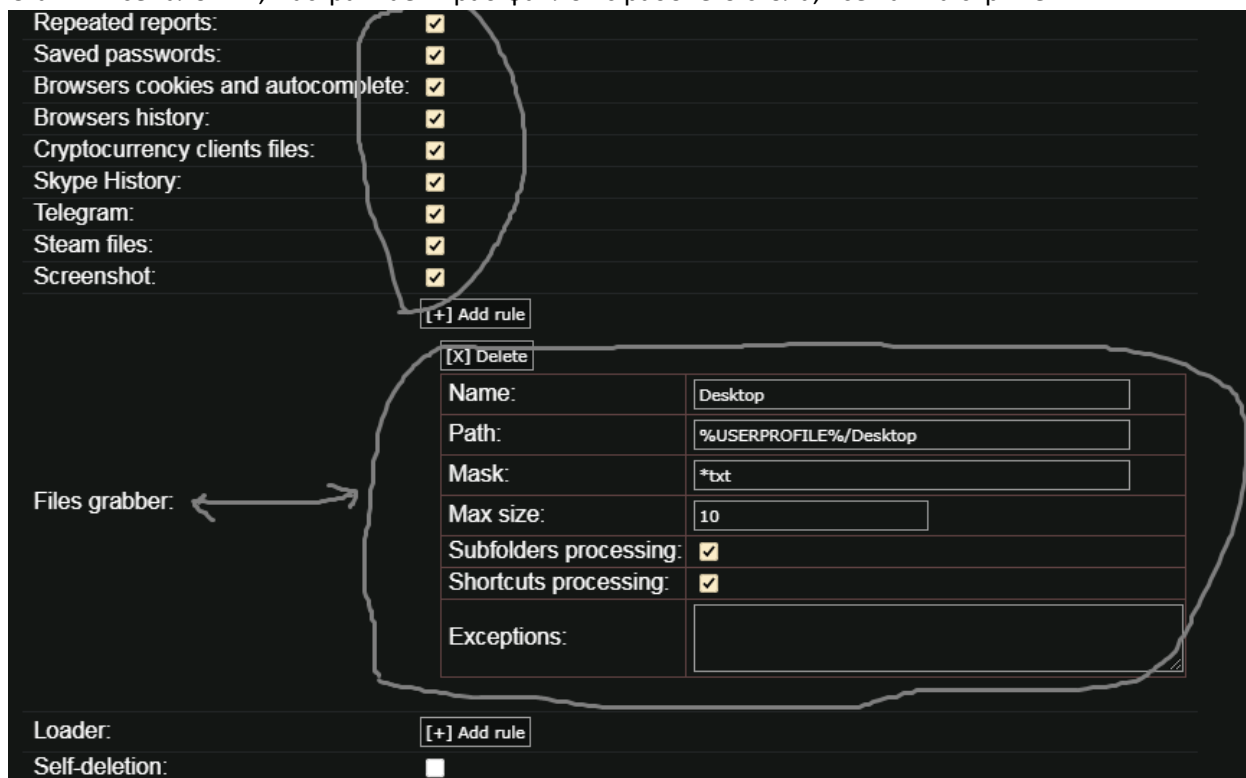 Repeated reports:
Saved passwords:
Browsers cookies and autocomplete:
Browsers history:
Cryptocurrency clients files:
Skype History:
Telegram:
Steam files:
Screenshot:
[+] Add rule
[X] Delete
Name: Desktop
Path: %USERPROFILE%/Desktop
Mask: *txt
Files grabber:
Max size: 10
Subfolders processing:
Shortcuts processing:
Exceptions:
Loader: [+] Add rule
Self-deletion: